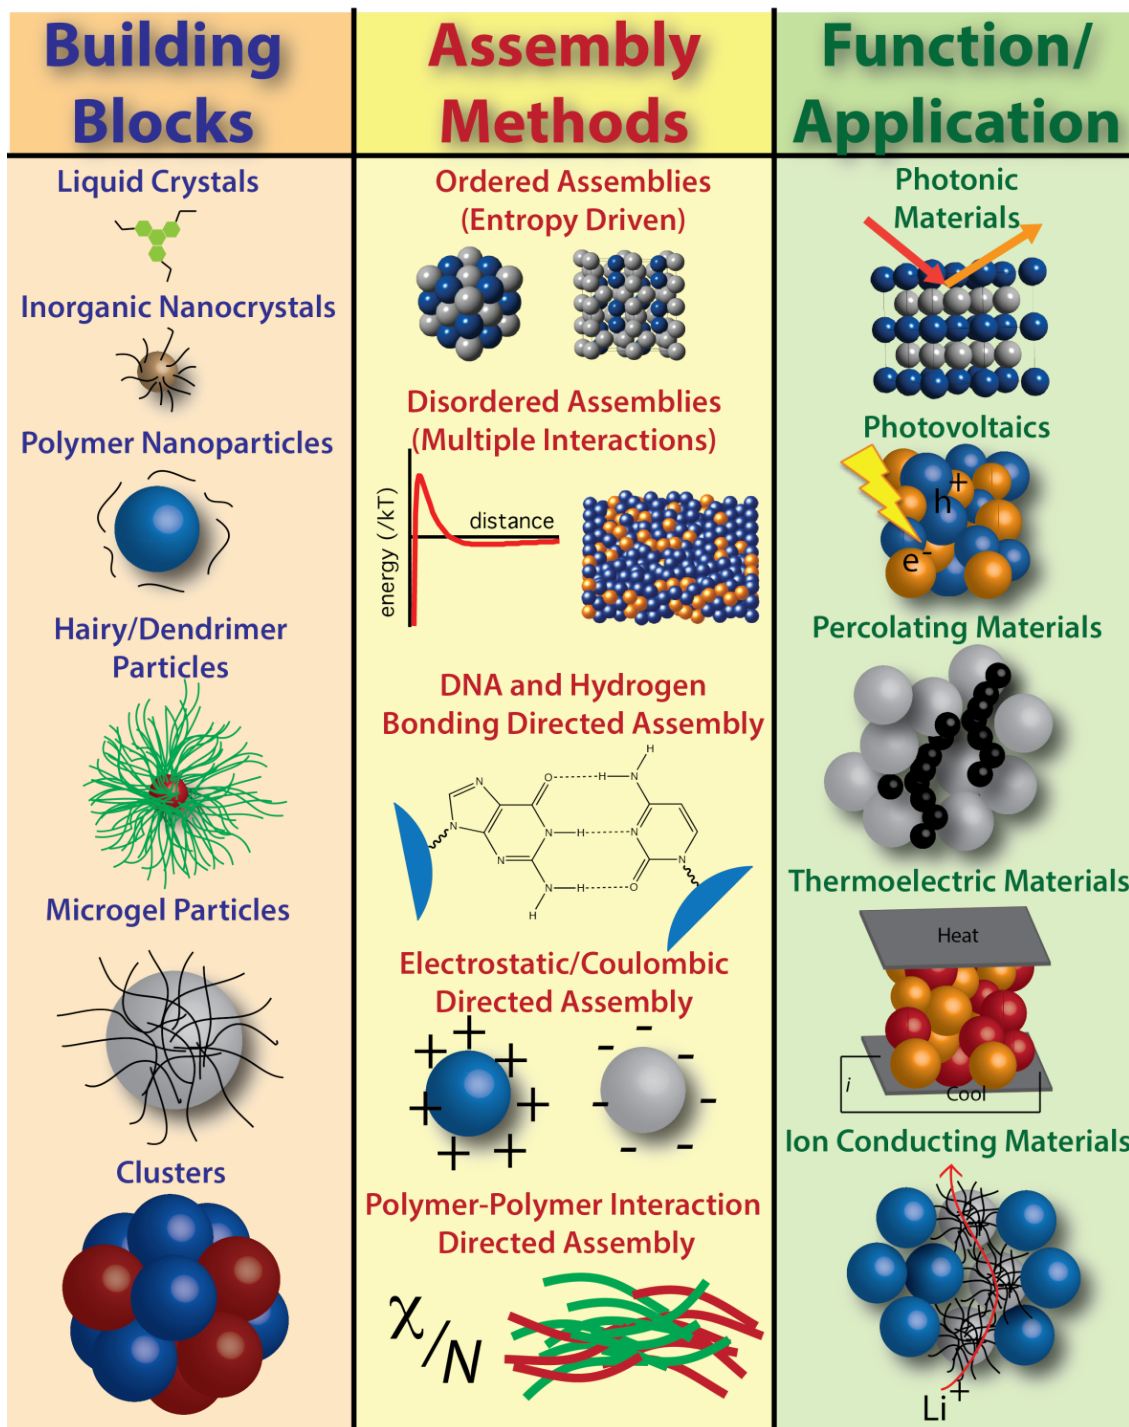 Building
Blocks
Liquid Crystals
Inorganic Nanocrystals
Polymer Nanoparticles
Hairy/Dendrimer
Particles
Microgel Particles
Clusters
Assembly
Methods
Ordered Assemblies
(Entropy Driven)
Disordered Assemblies
(Multiple Interactions)
energy (/kT)
distance
DNA and Hydrogen
Bonding Directed Assembly
H
N
O
H
N
N
N
H
N
N
N
O
N
H
H
Electrostatic/Coulombic
Directed Assembly
+ + + + + + +
- - - - - -
Polymer-Polymer Interaction
Directed Assembly
χ/N
Function/
Application
Photonic
Materials
Photovoltaics
h+
e-
Percolating Materials
Thermoelectric Materials
Heat
i
Cool
Ion Conducting Materials
Li+